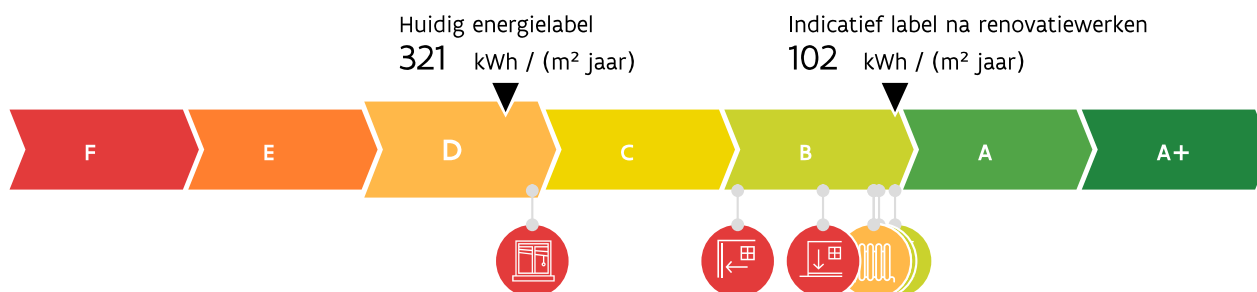 Huidig energielabel
321 kWh / (m² jaar)
Indicatief label na renovatiewerken
102 kWh / (m² jaar)
F E D C B A A+